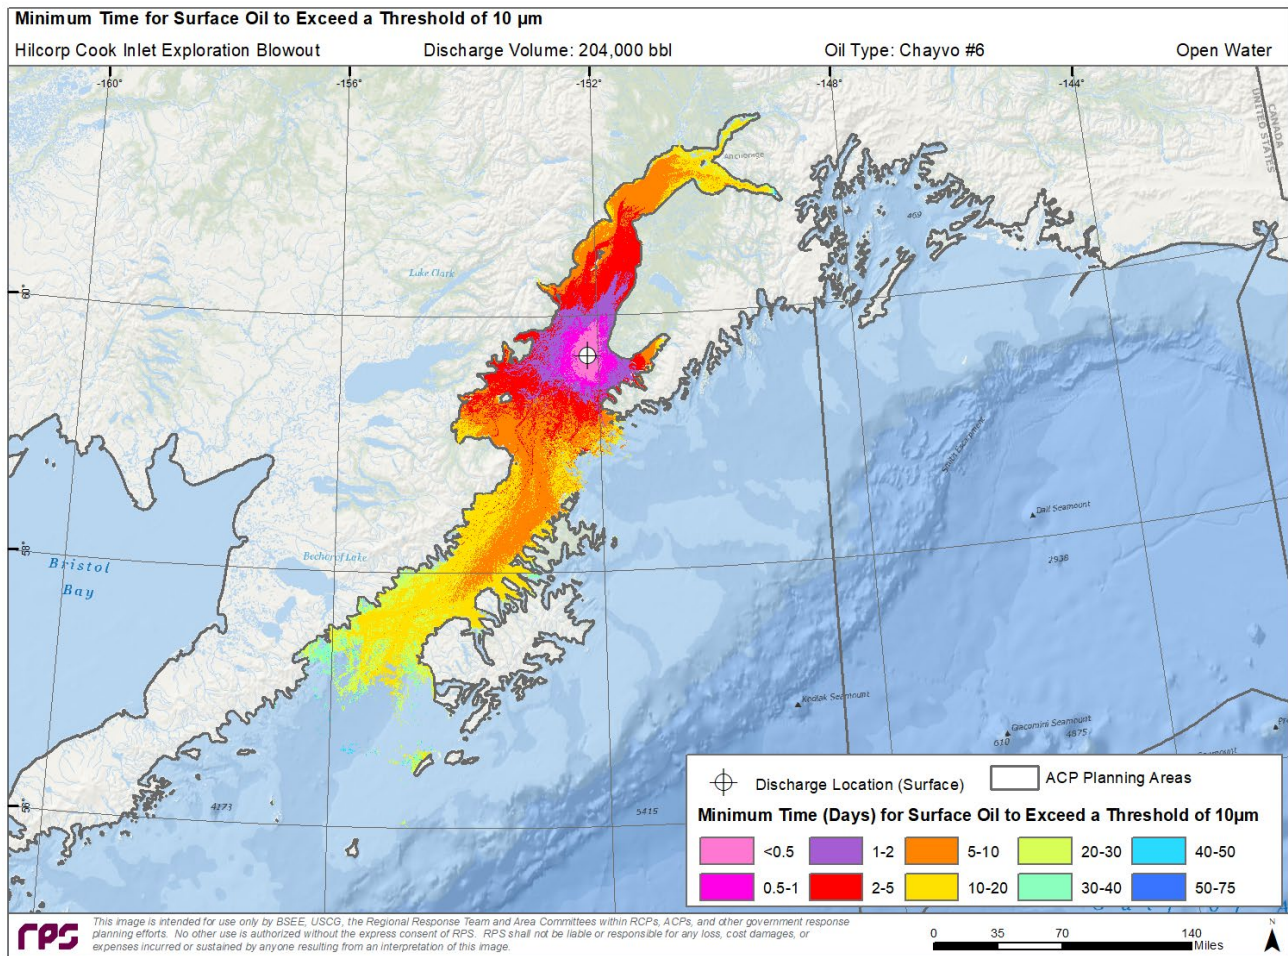 Minimum Time for Surface Oil to Exceed a Threshold of 10 µm
Hilcorp Cook Inlet Exploration Blowout Discharge Volume: 204,000 bbl Oil Type: Chayvo #6 Open Water
-160° -156° -152° -148° -144°
CANADA
UNITED STATES
Anchorage
469
Lake Clark
60°
Dall Seamount
58°
Becharof Lake
2938
Bristol
Bay
Kodiak Seamount
Giacomini Seamount
610 4875
56°
4173
5415
Discharge Location (Surface) ACP Planning Areas
Minimum Time (Days) for Surface Oil to Exceed a Threshold of 10µm
<0.5 1-2 5-10 20-30 40-50
0.5-1 2-5 10-20 30-40 50-75
rps
This image is intended for use only by BSEE, USCG, the Regional Response Team and Area Committees within RCPs, ACPs, and other government response
planning efforts. No other use is authorized without the express consent of RPS. RPS shall not be liable or responsible for any loss, cost damages, or
expenses incurred or sustained by anyone resulting from an interpretation of this image.
0 35 70 140
Miles
N